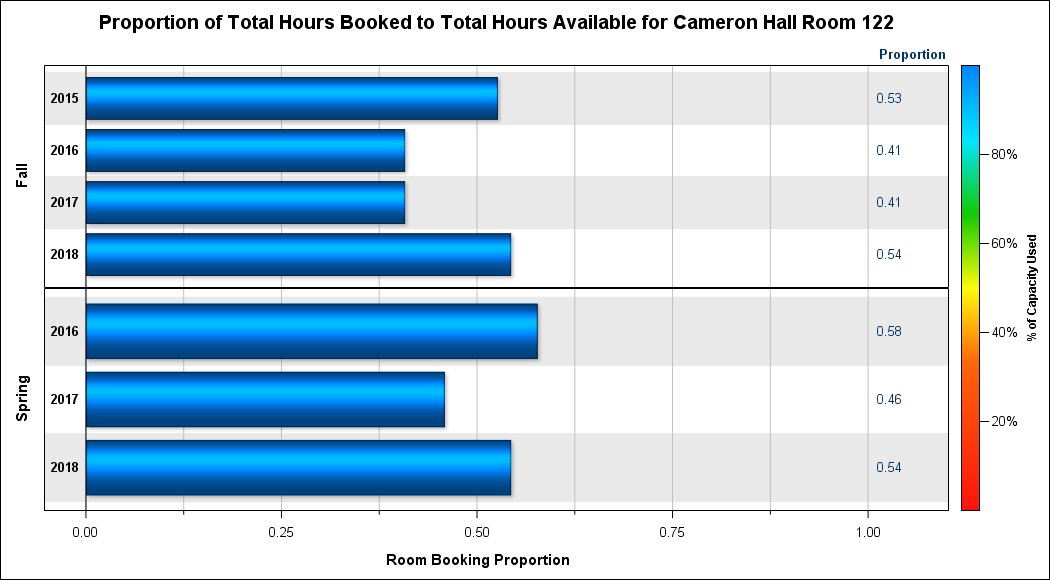 Proportion of Total Hours Booked to Total Hours Available for Cameron Hall Room 122
Proportion
Fall
2015 0.53
2016 0.41
2017 0.41
2018 0.54
Spring
2016 0.58
2017 0.46
2018 0.54
0.00 0.25 0.50 0.75 1.00
Room Booking Proportion
80%
60%
40%
20%
% of Capacity Used